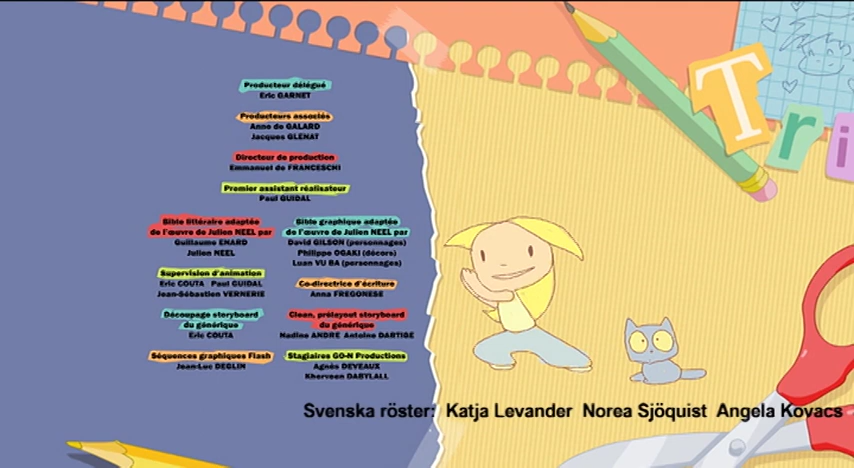 Tri
Producteur délégué
Eric GARNET
Producteurs associés
Anne de GALARD
Jacques GLÉNAT
Directeur de production
Emmanuel de FRANCESCHI
Premier assistant réalisateur
Paul GUIDAL
Bible littéraire adaptée
de l'œuvre de Julien NEEL par
Guillaume ENARD
Julien NEEL
Bible graphique adaptée
de l'œuvre de Julien NEEL par
David GILSON (personnages)
Philippe OGAKI (décors)
Luan VU BA (personnages)
Supervision d'animation
Eric COUTA Paul GUIDAL
Jean-Sébastien VERNERIE
Co-directrice d'écriture
Anna FREGONESE
Découpage storyboard
du générique
Eric COUTA
Clean, prélayout storyboard
du générique
Nadine ANDRÉ Antoine DARTIGE
Séquences graphiques Flash
Jean-Luc DEGLIN
Stagiaires GO-N Productions
Agnès DEVEAUX
Kherveen DABYLALL
Svenska röster: Katja Levander Norea Sjöquist Angela Kovacs